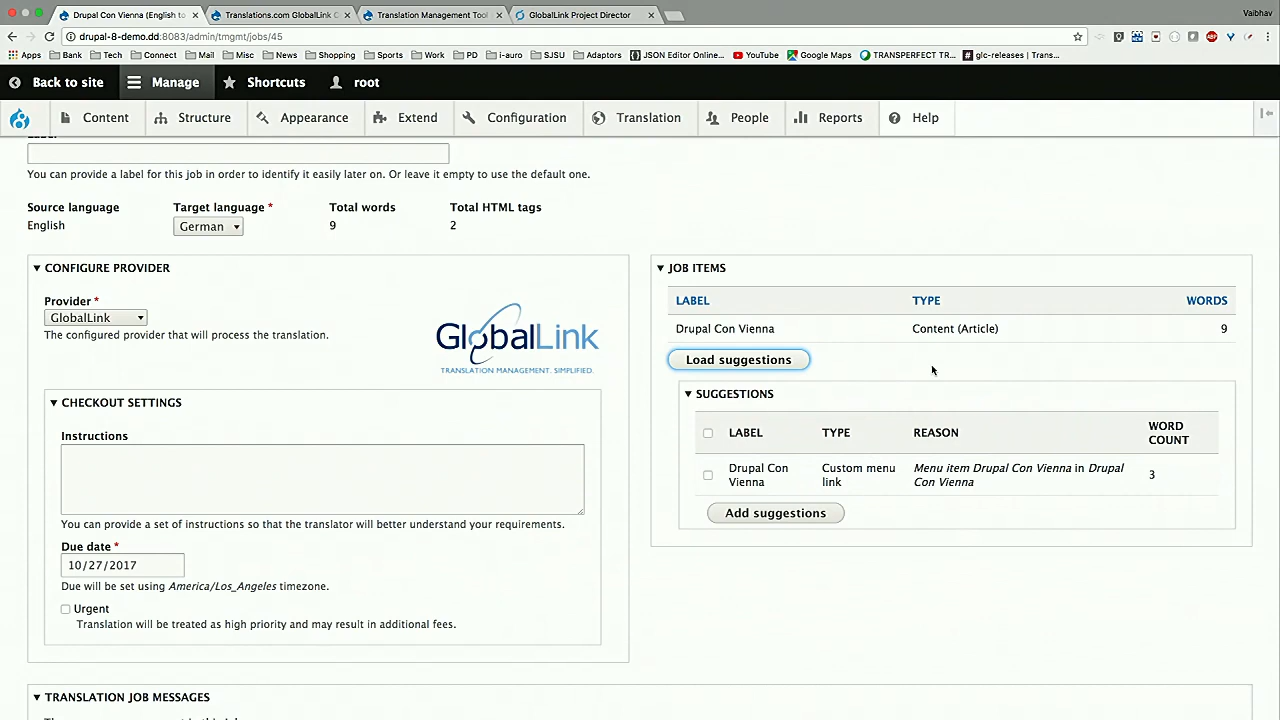 Drupal Con Vienna (English to
Translations.com GlobalLink C
Translation Management Tool
GlobalLink Project Director
Vaibhav
drupal-8-demo.dd:8083/admin/tmgmt/jobs/45
Apps
Bank
Tech
Connect
Mail
Misc
News
Shopping
Sports
Work
PD
i-auro
SJSU
Adaptors
JSON Editor Online...
YouTube
Google Maps
TRANSPERFECT TR...
glc-releases | Trans...
Back to site
Manage
Shortcuts
root
Content
Structure
Appearance
Extend
Configuration
Translation
People
Reports
Help
Label
You can provide a label for this job in order to identify it easily later on. Or leave it empty to use the default one.
Source language
Target language *
Total words
Total HTML tags
English
German
9
2
CONFIGURE PROVIDER
Provider *
GlobalLink
The configured provider that will process the translation.
GlobalLink
TRANSLATION MANAGEMENT. SIMPLIFIED.
CHECKOUT SETTINGS
Instructions
You can provide a set of instructions so that the translator will better understand your requirements.
Due date *
10/27/2017
Due will be set using America/Los_Angeles timezone.
Urgent
Translation will be treated as high priority and may result in additional fees.
JOB ITEMS
LABEL
TYPE
WORDS
Drupal Con Vienna
Content (Article)
9
Load suggestions
SUGGESTIONS
LABEL
TYPE
REASON
WORD
COUNT
Drupal Con
Vienna
Custom menu
link
Menu item Drupal Con Vienna in Drupal
Con Vienna
3
Add suggestions
TRANSLATION JOB MESSAGES